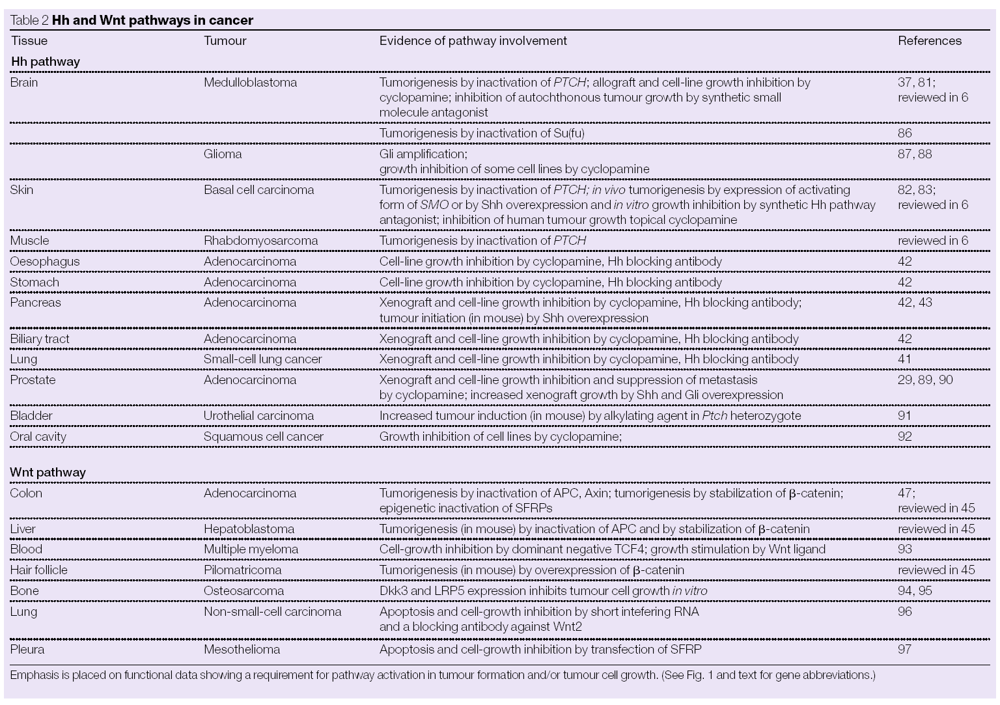 Table 2 Hh and Wnt pathways in cancer
Tissue Tumour Evidence of pathway involvement References
Hh pathway
Brain Medulloblastoma Tumorigenesis by inactivation of PTCH; allograft and cell-line growth inhibition by 37, 81;
cyclopamine; inhibition of autochthonous tumour growth by synthetic small reviewed in 6
molecule antagonist
Tumorigenesis by inactivation of Su(fu) 86
Glioma Gli amplification; 87, 88
growth inhibition of some cell lines by cyclopamine
Skin Basal cell carcinoma Tumorigenesis by inactivation of PTCH; in vivo tumorigenesis by expression of activating 82, 83;
form of SMO or by Shh overexpression and in vitro growth inhibition by synthetic Hh pathway reviewed in 6
antagonist; inhibition of human tumour growth topical cyclopamine
Muscle Rhabdomyosarcoma Tumorigenesis by inactivation of PTCH reviewed in 6
Oesophagus Adenocarcinoma Cell-line growth inhibition by cyclopamine, Hh blocking antibody 42
Stomach Adenocarcinoma Cell-line growth inhibition by cyclopamine, Hh blocking antibody 42
Pancreas Adenocarcinoma Xenograft and cell-line growth inhibition by cyclopamine, Hh blocking antibody; 42, 43
tumour initiation (in mouse) by Shh overexpression
Biliary tract Adenocarcinoma Xenograft and cell-line growth inhibition by cyclopamine, Hh blocking antibody 42
Lung Small-cell lung cancer Xenograft and cell-line growth inhibition by cyclopamine, Hh blocking antibody 41
Prostate Adenocarcinoma Xenograft and cell-line growth inhibition and suppression of metastasis 29, 89, 90
by cyclopamine; increased xenograft growth by Shh and Gli overexpression
Bladder Urothelial carcinoma Increased tumour induction (in mouse) by alkylating agent in Ptch heterozygote 91
Oral cavity Squamous cell cancer Growth inhibition of cell lines by cyclopamine; 92
Wnt pathway
Colon Adenocarcinoma Tumorigenesis by inactivation of APC, Axin; tumorigenesis by stabilization of β-catenin; 47;
epigenetic inactivation of SFRPs reviewed in 45
Liver Hepatoblastoma Tumorigenesis (in mouse) by inactivation of APC and by stabilization of β-catenin reviewed in 45
Blood Multiple myeloma Cell-growth inhibition by dominant negative TCF4; growth stimulation by Wnt ligand 93
Hair follicle Pilomatricoma Tumorigenesis (in mouse) by overexpression of β-catenin reviewed in 45
Bone Osteosarcoma Dkk3 and LRP5 expression inhibits tumour cell growth in vitro 94, 95
Lung Non-small-cell carcinoma Apoptosis and cell-growth inhibition by short intefering RNA 96
and a blocking antibody against Wnt2
Pleura Mesothelioma Apoptosis and cell-growth inhibition by transfection of SFRP 97
Emphasis is placed on functional data showing a requirement for pathway activation in tumour formation and/or tumour cell growth. (See Fig. 1 and text for gene abbreviations.)